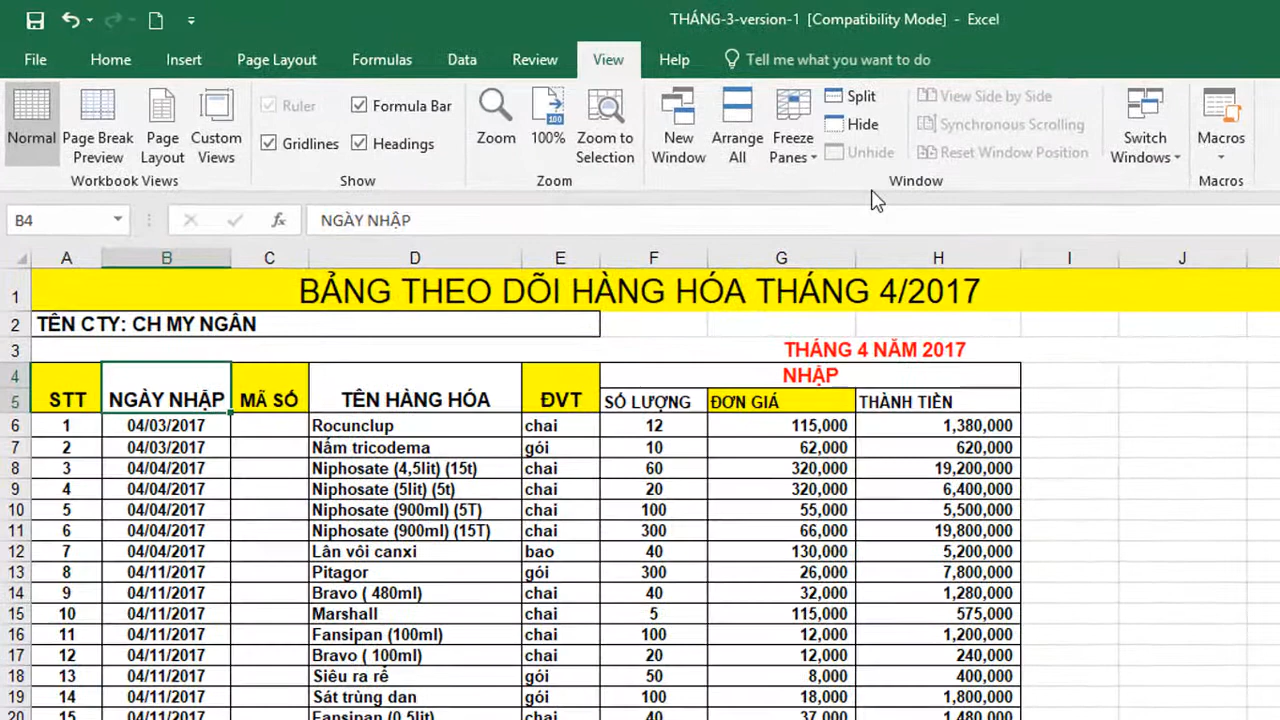 THÁNG-3-version-1 [Compatibility Mode] - Excel
File Home Insert Page Layout Formulas Data Review View Help Tell me what you want to do
Normal Page Break Preview Page Layout Custom Views
Workbook Views
Ruler Formula Bar
Gridlines Headings
Show
Zoom 100% Zoom to Selection
Zoom
New Window Arrange All Freeze Panes
Split
Hide
Unhide
View Side by Side
Synchronous Scrolling
Reset Window Position
Switch Windows
Window
Macros
Macros
B4 fx NGÀY NHẬP
A B C D E F G H I J
1 BẢNG THEO DÕI HÀNG HÓA THÁNG 4/2017
2 TÊN CTY: CH MY NGÂN
3 THÁNG 4 NĂM 2017
4 NHẬP
5 STT NGÀY NHẬP MÃ SỐ TÊN HÀNG HÓA ĐVT SỐ LƯỢNG ĐƠN GIÁ THÀNH TIỀN
6 1 04/03/2017 Rocunclup chai 12 115,000 1,380,000
7 2 04/03/2017 Nấm tricodema gói 10 62,000 620,000
8 3 04/04/2017 Niphosate (4,5lit) (15t) chai 60 320,000 19,200,000
9 4 04/04/2017 Niphosate (5lit) (5t) chai 20 320,000 6,400,000
10 5 04/04/2017 Niphosate (900ml) (5T) chai 100 55,000 5,500,000
11 6 04/04/2017 Niphosate (900ml) (15T) chai 300 66,000 19,800,000
12 7 04/04/2017 Lân vôi canxi bao 40 130,000 5,200,000
13 8 04/11/2017 Pitagor gói 300 26,000 7,800,000
14 9 04/11/2017 Bravo ( 480ml) chai 40 32,000 1,280,000
15 10 04/11/2017 Marshall chai 5 115,000 575,000
16 11 04/11/2017 Fansipan (100ml) chai 100 12,000 1,200,000
17 12 04/11/2017 Bravo ( 100ml) chai 20 12,000 240,000
18 13 04/11/2017 Siêu ra rễ gói 50 8,000 400,000
19 14 04/11/2017 Sát trùng dan gói 100 18,000 1,800,000
20 15 04/11/2017 Fansipan (0,5lit) chai 40 37,000 1,480,000